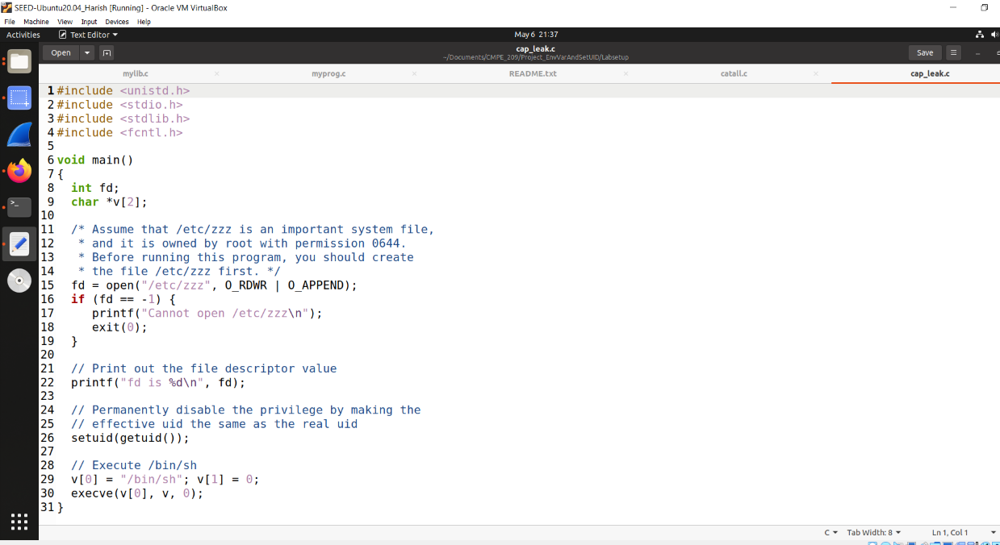 SEED-Ubuntu20.04_Harish [Running] - Oracle VM VirtualBox
File Machine View Input Devices Help
Activities Text Editor May 6 21:37
Open cap_leak.c Save
~/Documents/CMPE_209/Project_EnvVarAndSetUID/Labsetup
mylib.c myprog.c README.txt catall.c cap_leak.c
1 #include <unistd.h>
2 #include <stdio.h>
3 #include <stdlib.h>
4 #include <fcntl.h>
5
6 void main()
7 {
8   int fd;
9   char *v[2];
10
11   /* Assume that /etc/zzz is an important system file,
12    * and it is owned by root with permission 0644.
13    * Before running this program, you should create
14    * the file /etc/zzz first. */
15   fd = open("/etc/zzz", O_RDWR | O_APPEND);
16   if (fd == -1) {
17      printf("Cannot open /etc/zzz\n");
18      exit(0);
19   }
20
21   // Print out the file descriptor value
22   printf("fd is %d\n", fd);
23
24   // Permanently disable the privilege by making the
25   // effective uid the same as the real uid
26   setuid(getuid());
27
28   // Execute /bin/sh
29   v[0] = "/bin/sh"; v[1] = 0;
30   execve(v[0], v, 0);
31 }
C Tab Width: 8 Ln 1, Col 1